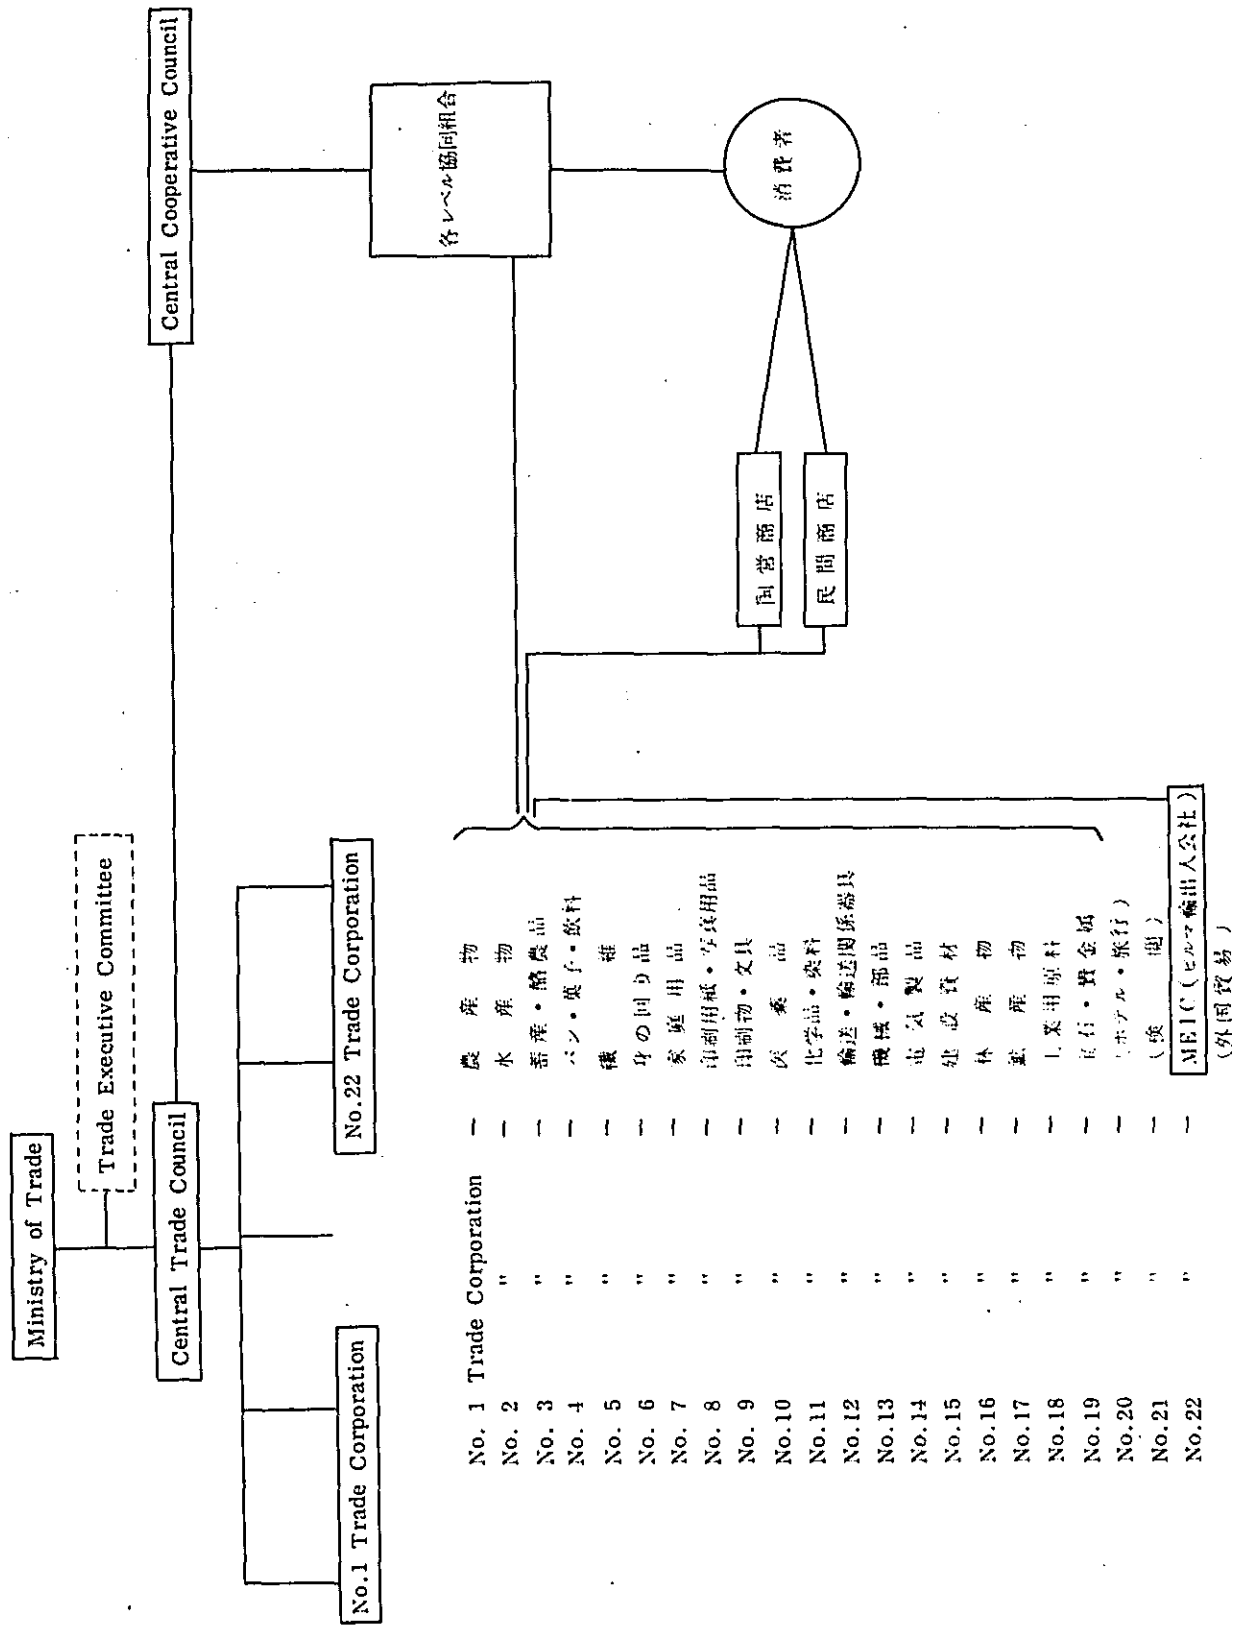 Ministry of Trade
Trade Executive Committee
Central Trade Council
Central Cooperative Council
No.1 Trade Corporation
No.22 Trade Corporation
各レベル協同組合
消費者
国営商店
民間商店
No. 1 Trade Corporation － 農産物
No. 2 〃 － 水産物
No. 3 〃 － 畜産・酪農品
No. 4 〃 － パン・菓子・飲料
No. 5 〃 － 繊維
No. 6 〃 － 身の回り品
No. 7 〃 － 家庭用品
No. 8 〃 － 印刷用紙・写真用品
No. 9 〃 － 印刷物・文具
No.10 〃 － 医薬品
No.11 〃 － 化学品・染料
No.12 〃 － 輸送・輸送関係器具
No.13 〃 － 機械・部品
No.14 〃 － 電気製品
No.15 〃 － 建設資材
No.16 〃 － 林産物
No.17 〃 － 鉱産物
No.18 〃 － 工業用原料
No.19 〃 － 宝石・貴金属
No.20 〃 － （ホテル・旅行）
No.21 〃 － （検
No.22 〃 － MEIC（ビルマ輸出入公社）
（外国貿易）